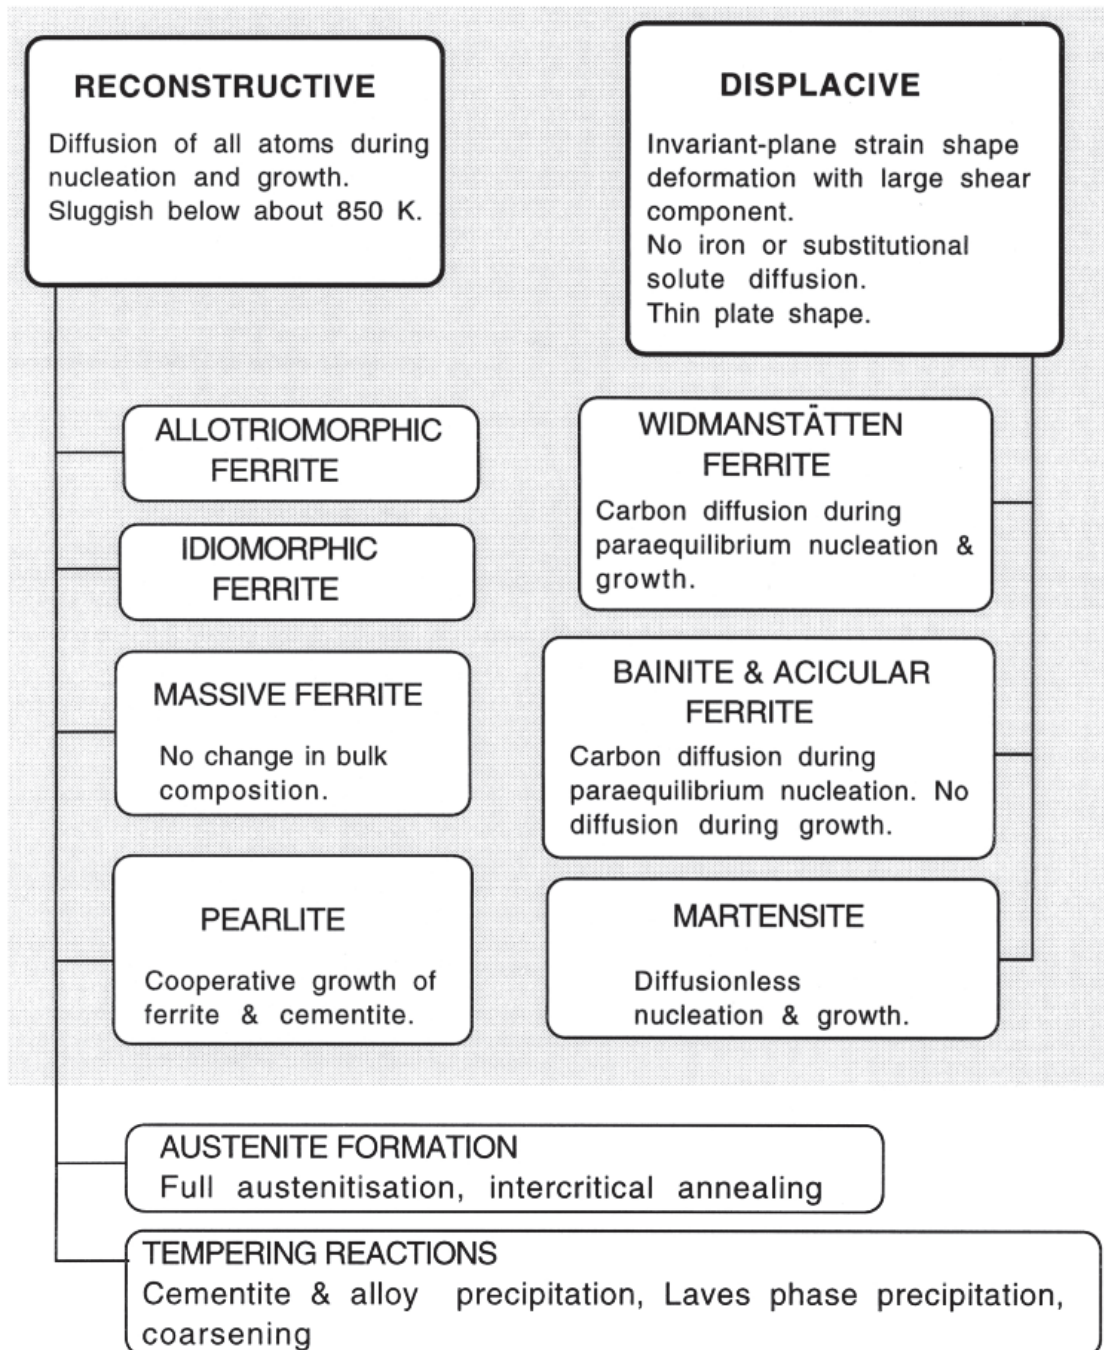 RECONSTRUCTIVE
Diffusion of all atoms during
nucleation and growth.
Sluggish below about 850 K.
DISPLACIVE
Invariant-plane strain shape
deformation with large shear
component.
No iron or substitutional
solute diffusion.
Thin plate shape.
ALLOTRIOMORPHIC
FERRITE
IDIOMORPHIC
FERRITE
MASSIVE FERRITE
No change in bulk
composition.
PEARLITE
Cooperative growth of
ferrite & cementite.
WIDMANSTÄTTEN
FERRITE
Carbon diffusion during
paraequilibrium nucleation &
growth.
BAINITE & ACICULAR
FERRITE
Carbon diffusion during
paraequilibrium nucleation. No
diffusion during growth.
MARTENSITE
Diffusionless
nucleation & growth.
AUSTENITE FORMATION
Full austenitisation, intercritical annealing
TEMPERING REACTIONS
Cementite & alloy precipitation, Laves phase precipitation,
coarsening